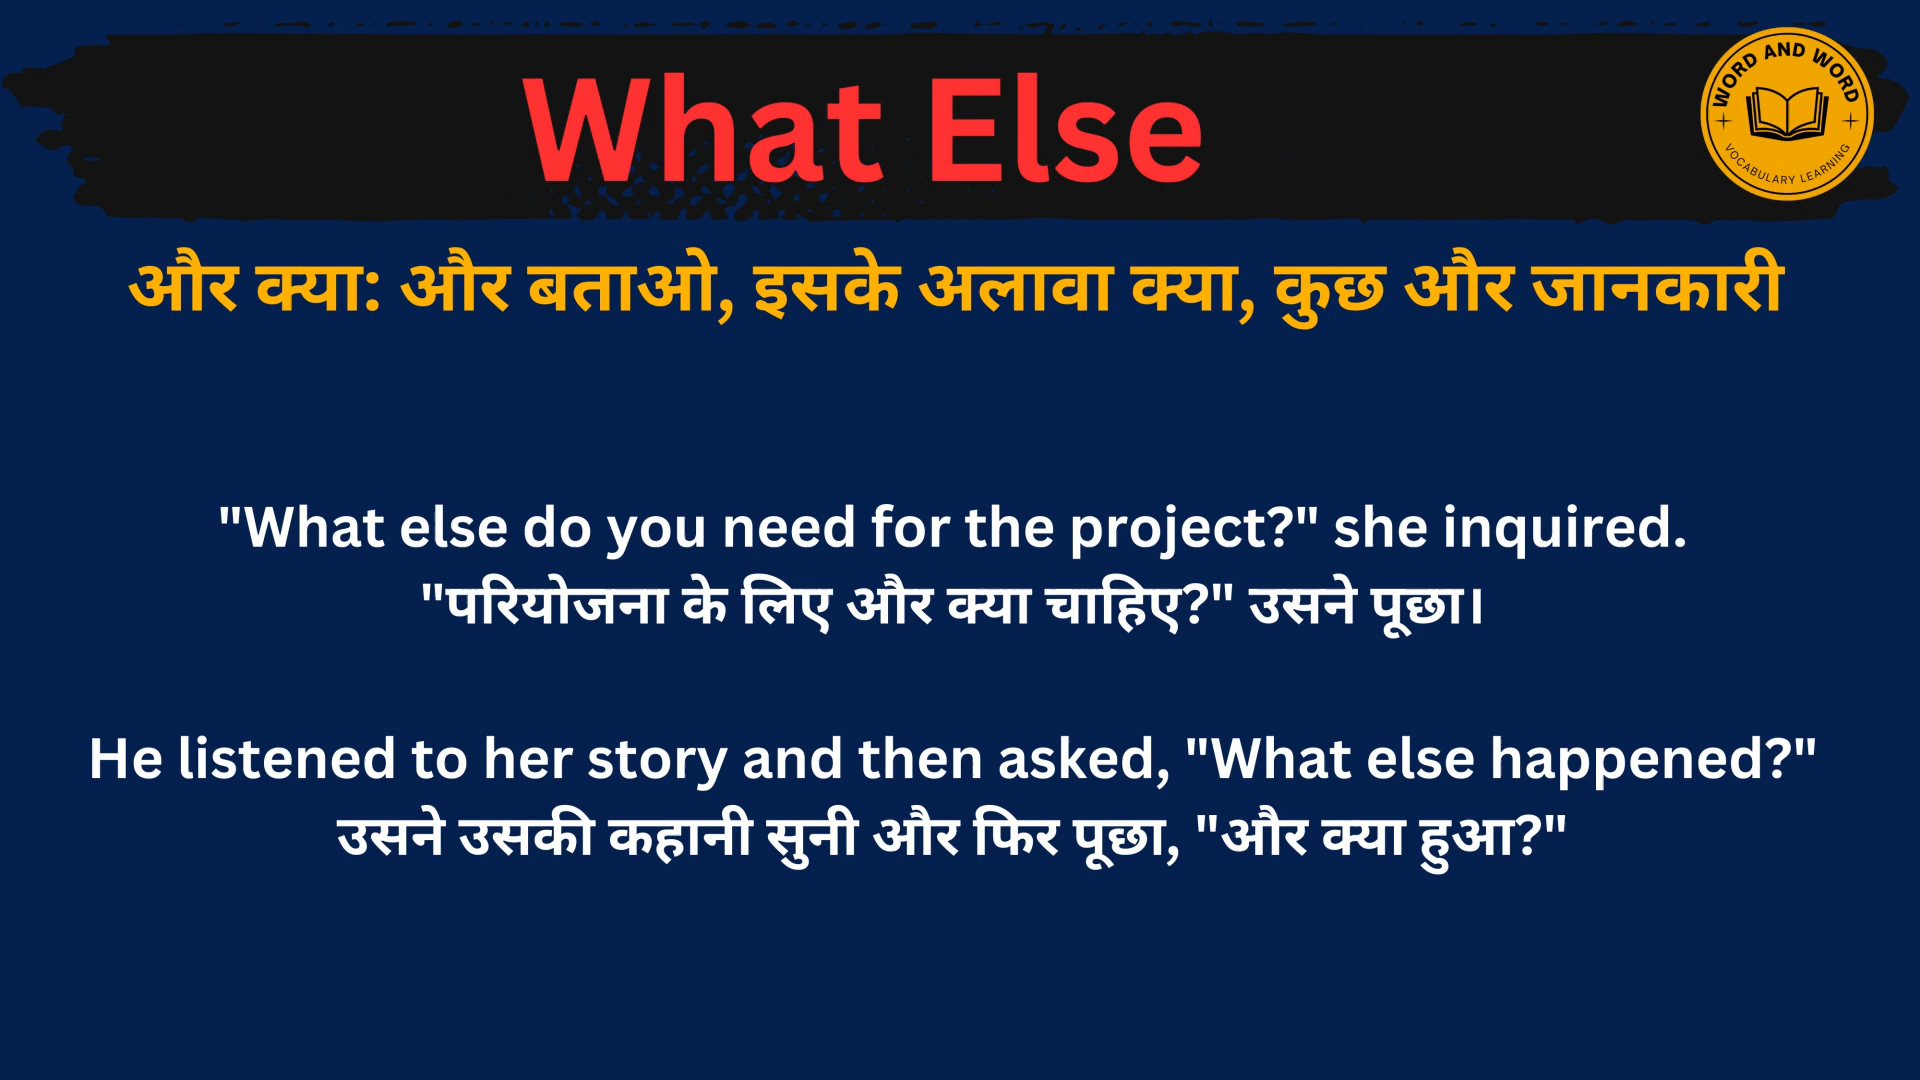 What Else
WORD AND WORD
VOCABULARY LEARNING
और क्या: और बताओ, इसके अलावा क्या, कुछ और जानकारी
"What else do you need for the project?" she inquired.
"परियोजना के लिए और क्या चाहिए?" उसने पूछा।
He listened to her story and then asked, "What else happened?"
उसने उसकी कहानी सुनी और फिर पूछा, "और क्या हुआ?"